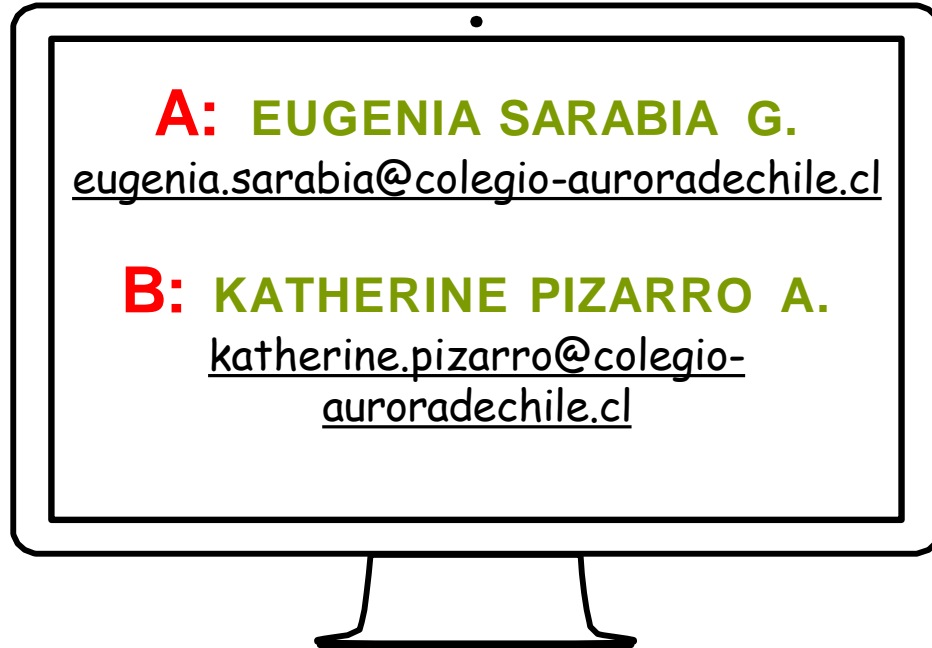 A: EUGENIA SARABIA G.
eugenia.sarabia@colegio-auroradechile.cl
B: KATHERINE PIZARRO A.
katherine.pizarro@colegio-
auroradechile.cl